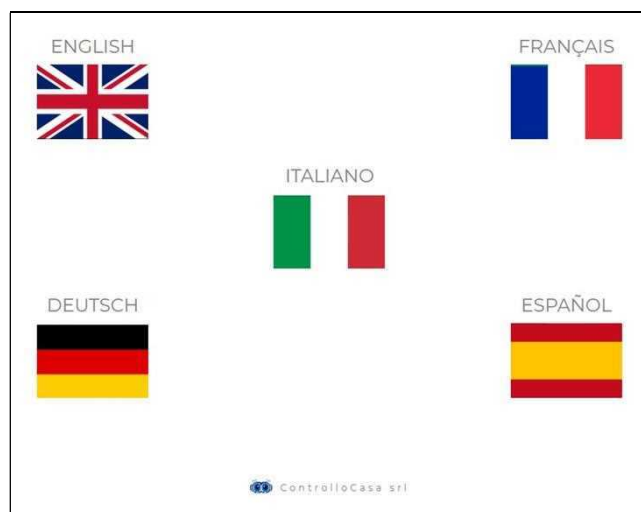 ENGLISH
FRANÇAIS
ITALIANO
DEUTSCH
ESPAÑOL
ControlloCasa srl